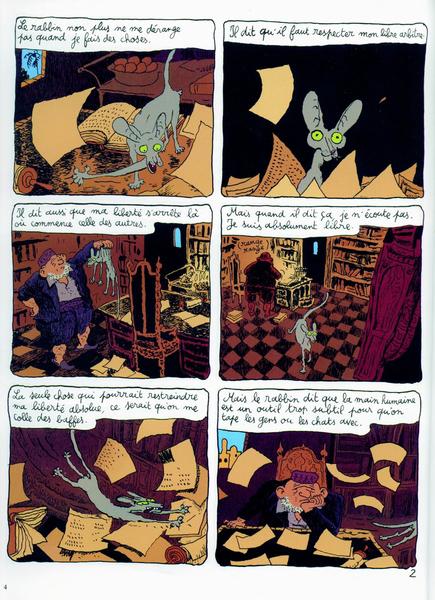 Le rabbin non plus ne me dérange
pas quand je fais des choses.
Il dit qu'il faut respecter mon libre arbitre.
Il dit aussi que ma liberté s'arrête là
où commence celle des autres.
Mais quand il dit ça, je n'écoute pas.
Je suis absolument libre.
range
range
La seule chose qui pourrait restreindre
ma liberté absolue, ce serait qu'on me
colle des baffes.
Mais le rabbin dit que la main humaine
est un outil trop subtil pour qu'on
tape les gens ou les chats avec.
2
4